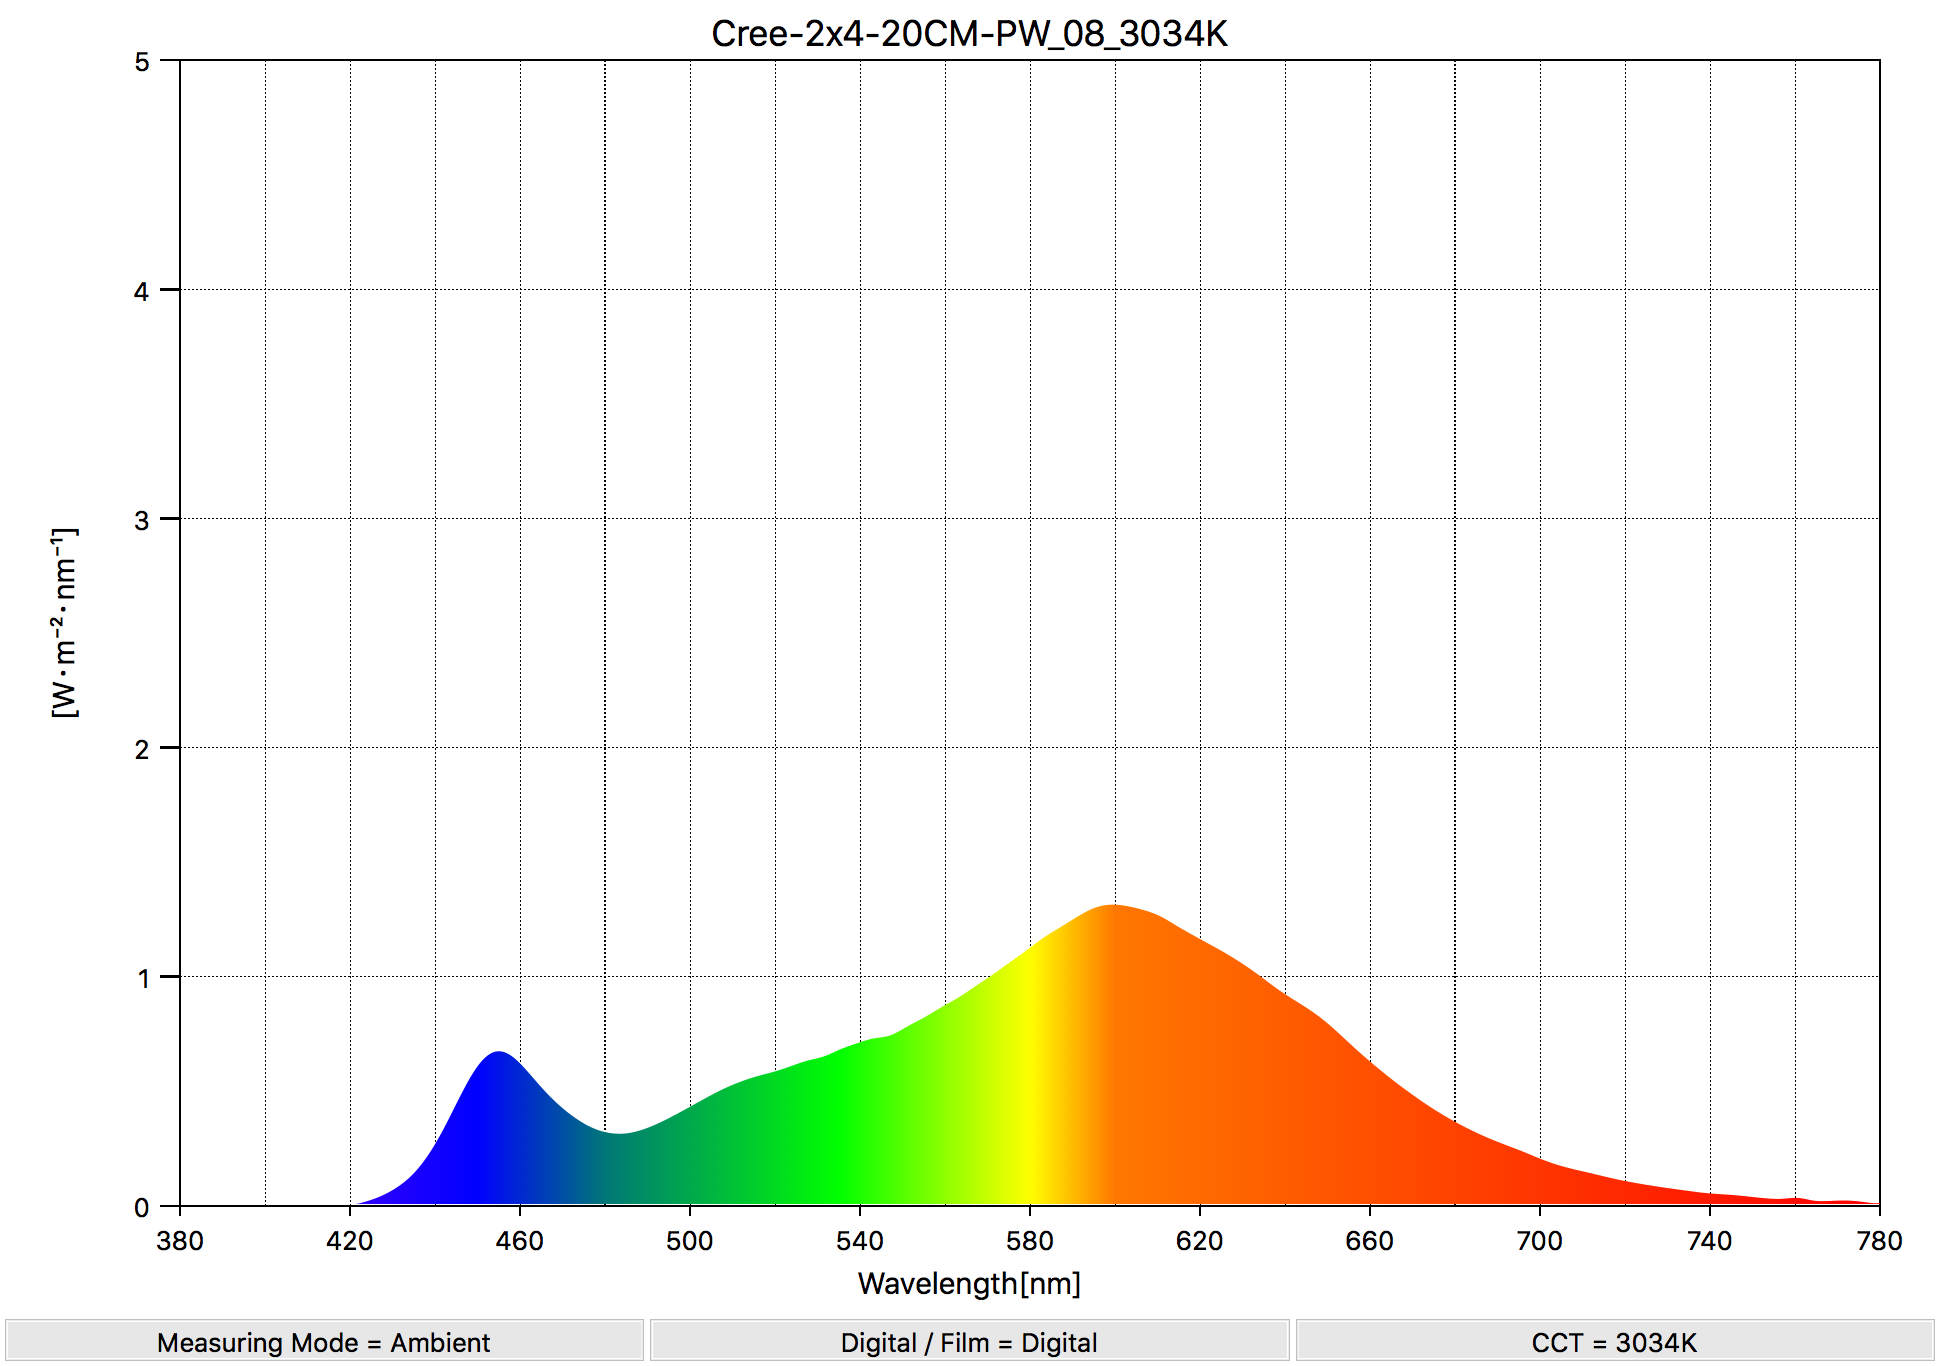 Cree-2x4-20CM-PW_08_3034K
5
4
3
2
1
0
[W・m⁻²・nm⁻¹]
380 420 460 500 540 580 620 660 700 740 780
Wavelength[nm]
Measuring Mode = Ambient
Digital / Film = Digital
CCT = 3034K